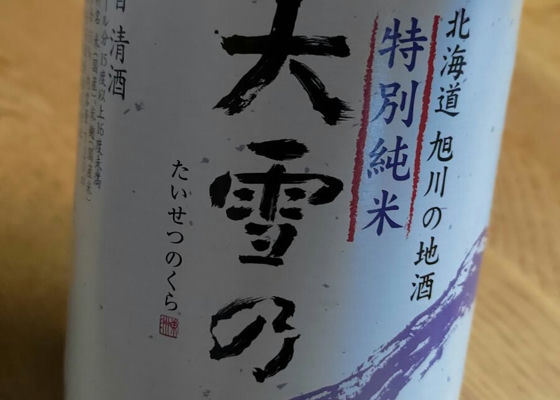 北海道 旭川の地酒
特別純米
大雪の
たいせつのくら
清酒